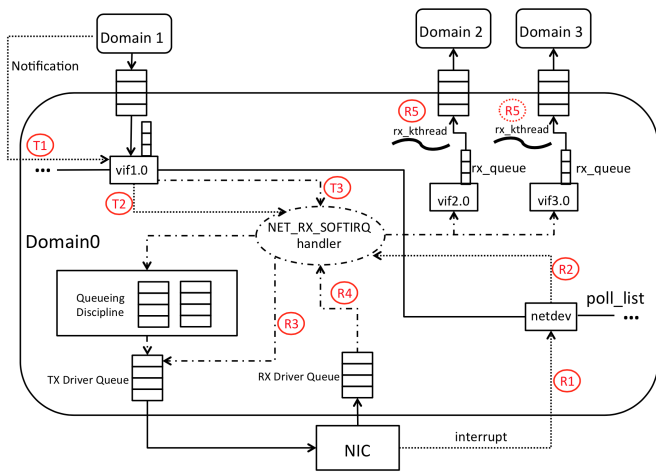 Domain 1
Domain 2
Domain 3
Notification
R5
R5
rx_kthread
rx_kthread
T1
...
vif1.0
rx_queue
rx_queue
T3
T2
vif2.0
vif3.0
NET_RX_SOFTIRQ
handler
Domain0
R2
Queueing
Discipline
R4
R3
poll_list
netdev
...
TX Driver Queue
RX Driver Queue
R1
NIC
interrupt